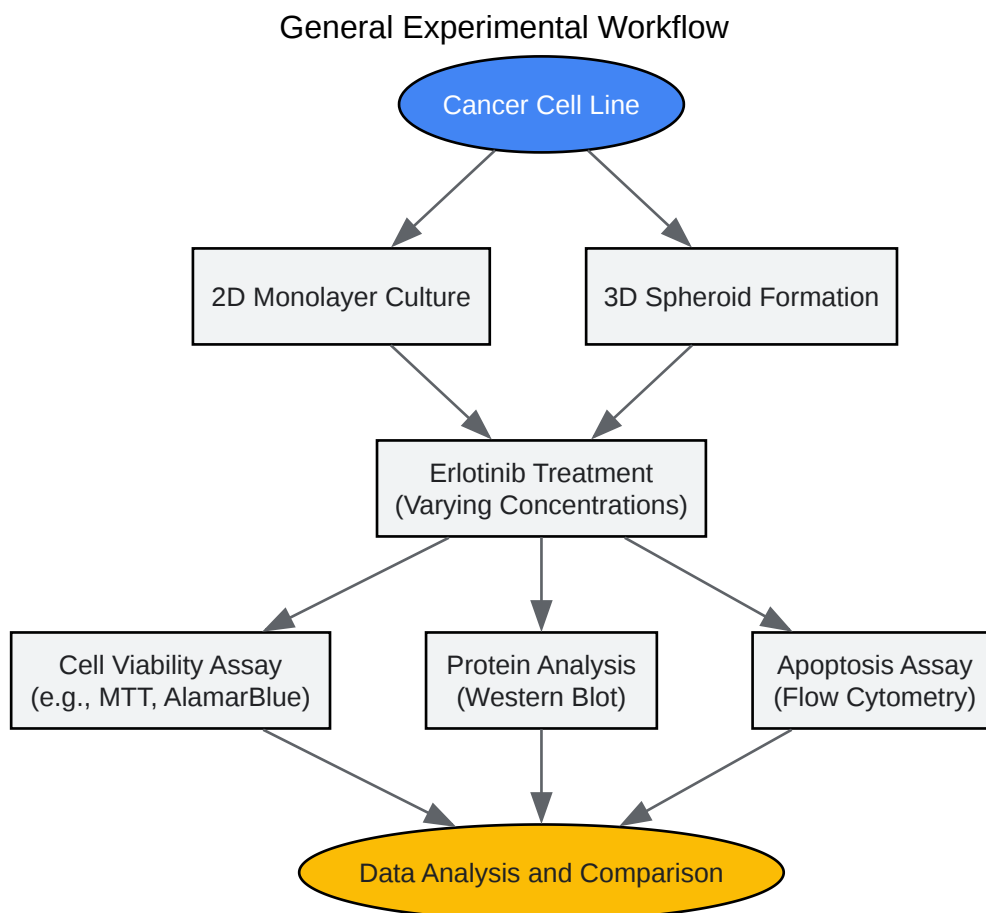 General Experimental Workflow
Cancer Cell Line
2D Monolayer Culture
3D Spheroid Formation
Erlotinib Treatment
(Varying Concentrations)
Cell Viability Assay
(e.g., MTT, AlamarBlue)
Protein Analysis
(Western Blot)
Apoptosis Assay
(Flow Cytometry)
Data Analysis and Comparison